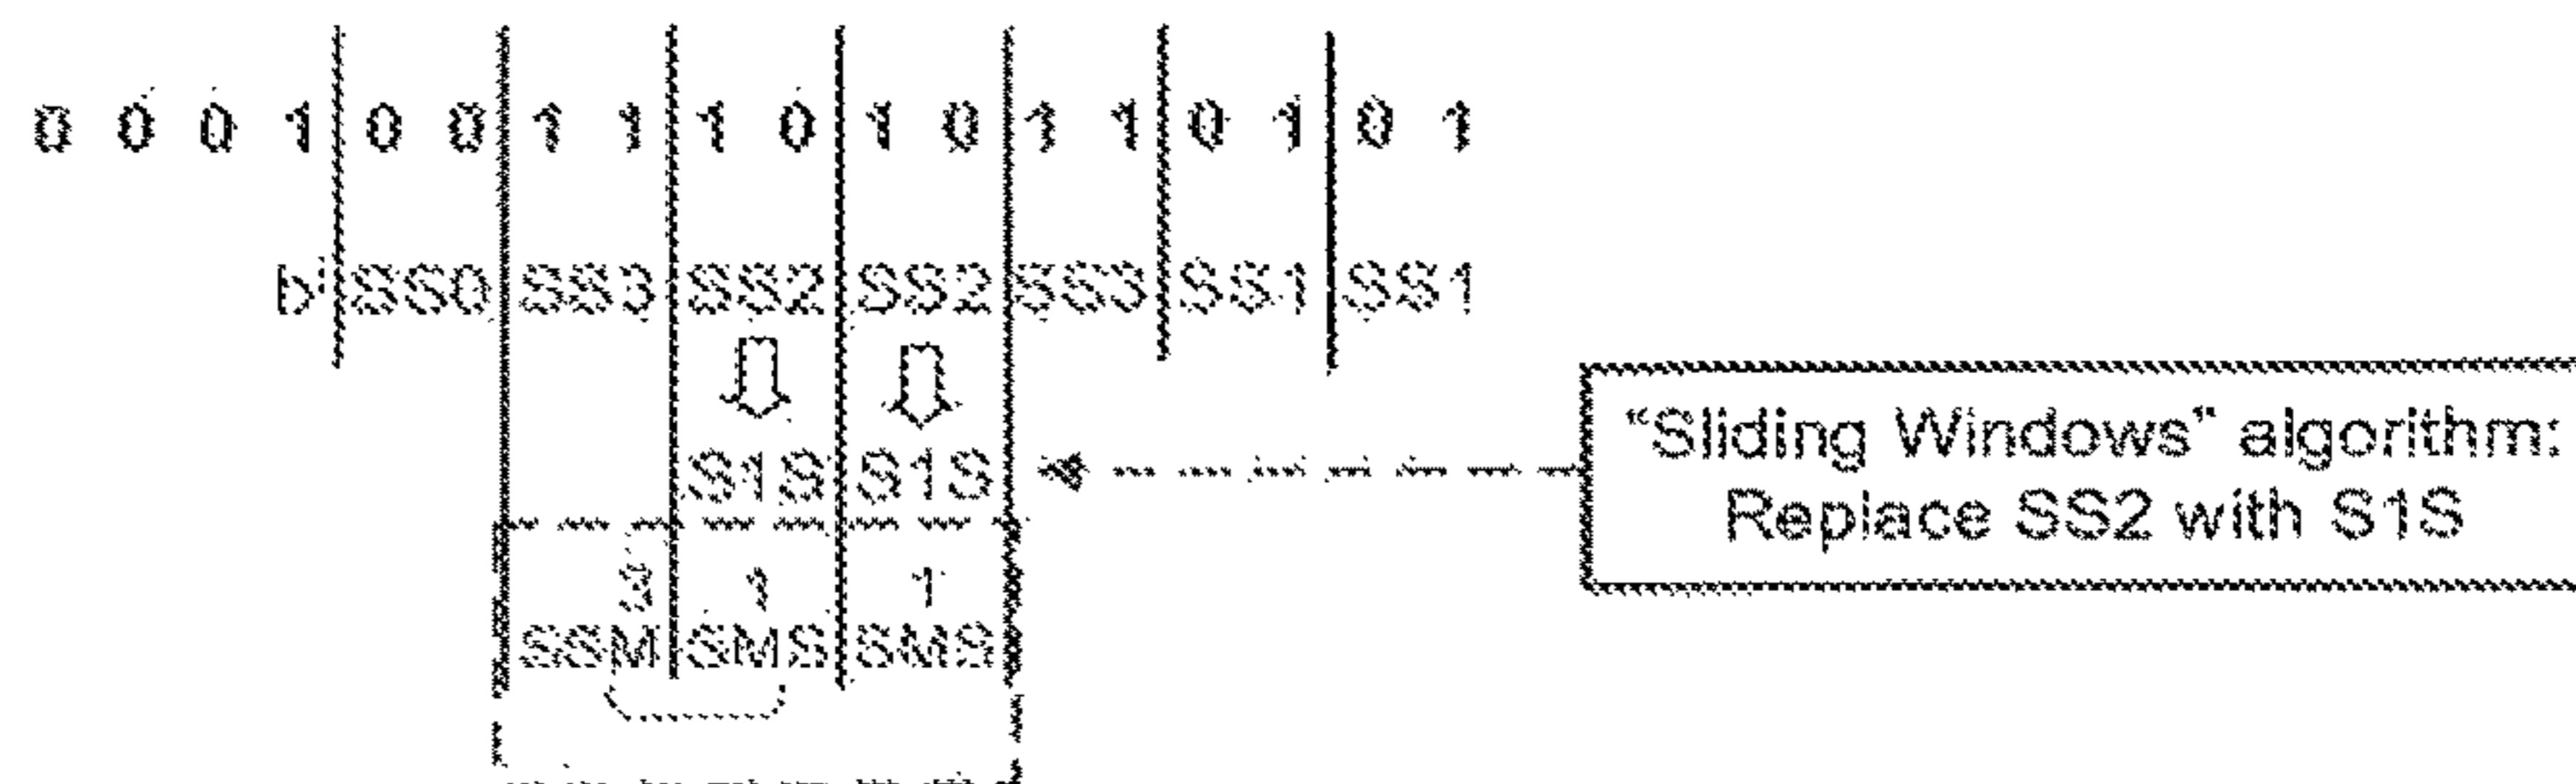 0 0 0 1 0 0 1 1 1 0 1 0 1 1 0 1 0 1
SS0 SS3 SS2 SS2 SS3 SS1 SS1
S1S S1S
"Sliding Windows" algorithm:
Replace SS2 with S1S
3 1 1
SSM SMS SMS